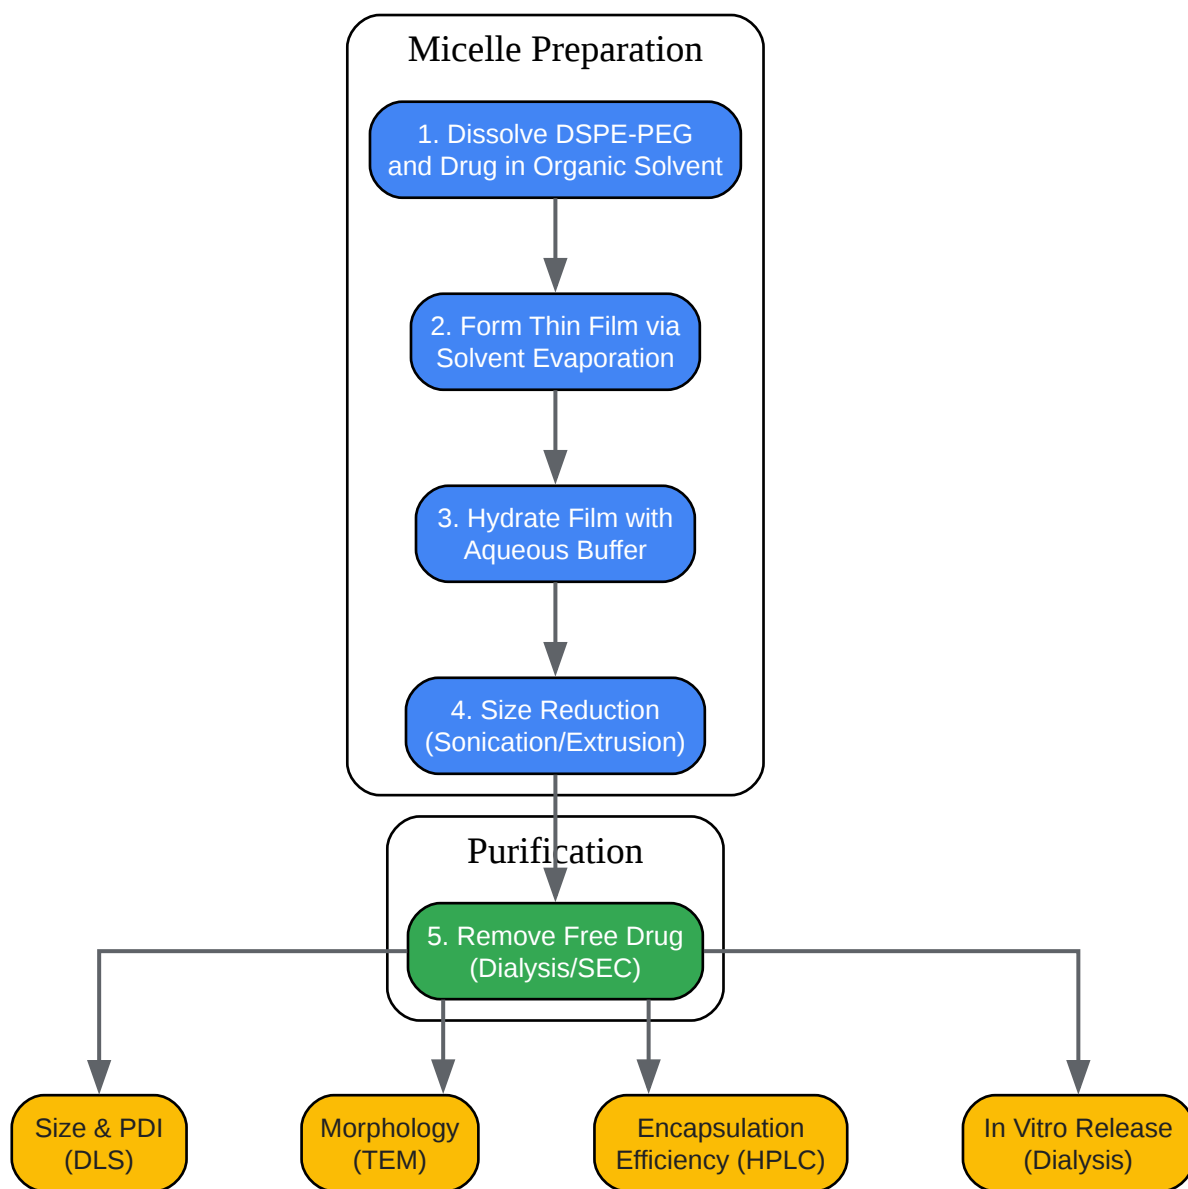 Micelle Preparation
1. Dissolve DSPE-PEG
and Drug in Organic Solvent
2. Form Thin Film via
Solvent Evaporation
3. Hydrate Film with
Aqueous Buffer
4. Size Reduction
(Sonication/Extrusion)
Purification
5. Remove Free Drug
(Dialysis/SEC)
Size & PDI
(DLS)
Morphology
(TEM)
Encapsulation
Efficiency (HPLC)
In Vitro Release
(Dialysis)